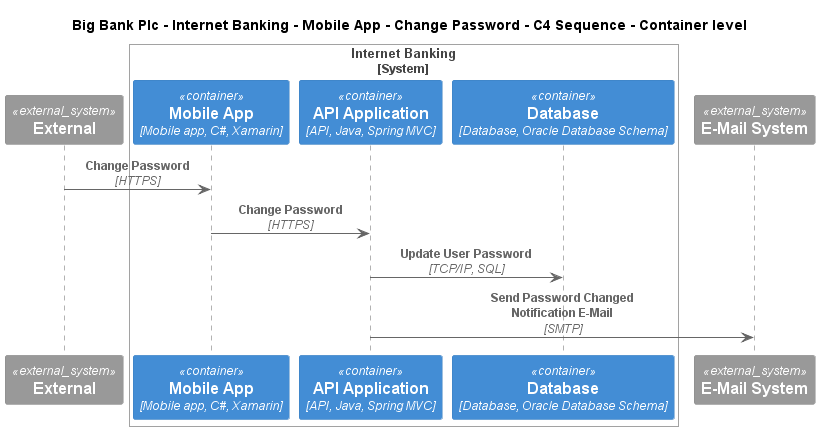 Big Bank Plc - Internet Banking - Mobile App - Change Password - C4 Sequence - Container level
Internet Banking
[System]
«external_system»
External
«container»
Mobile App
[Mobile app, C#, Xamarin]
«container»
API Application
[API, Java, Spring MVC]
«container»
Database
[Database, Oracle Database Schema]
«external_system»
E-Mail System
Change Password
[HTTPS]
Change Password
[HTTPS]
Update User Password
[TCP/IP, SQL]
Send Password Changed
Notification E-Mail
[SMTP]
«external_system»
External
«container»
Mobile App
[Mobile app, C#, Xamarin]
«container»
API Application
[API, Java, Spring MVC]
«container»
Database
[Database, Oracle Database Schema]
«external_system»
E-Mail System